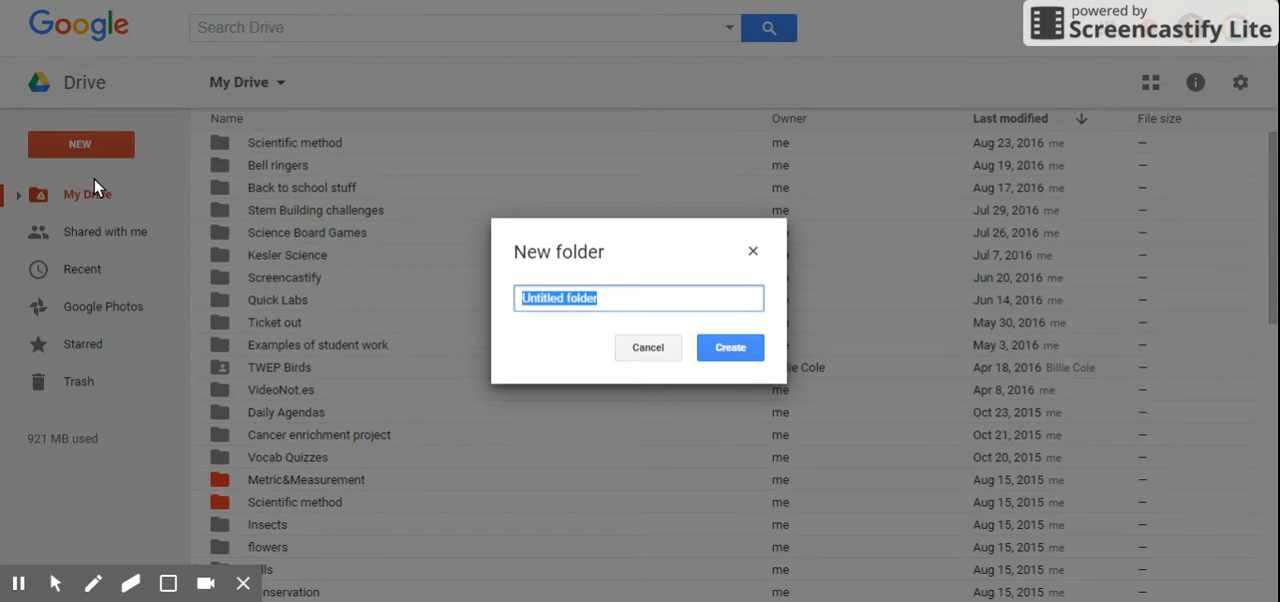 powered by
Screencastify Lite
Google
Search Drive
Drive
My Drive
Name Owner Last modified File size
NEW
My Drive
Shared with me
Recent
Google Photos
Starred
Trash
921 MB used
Scientific method me Aug 23, 2016 me –
Bell ringers me Aug 19, 2016 me –
Back to school stuff me Aug 17, 2016 me –
Stem Building challenges me Jul 29, 2016 me –
Science Board Games me Jul 26, 2016 me –
Kesler Science Jul 7, 2016 me –
Screencastify Jun 20, 2016 me –
Quick Labs Jun 14, 2016 me –
Ticket out May 30, 2016 me –
Examples of student work May 3, 2016 me –
TWEP Birds lie Cole Apr 18, 2016 Billie Cole –
VideoNot.es me Apr 8, 2016 me –
Daily Agendas me Oct 23, 2015 me –
Cancer enrichment project me Oct 21, 2015 me –
Vocab Quizzes me Oct 20, 2015 me –
Metric&Measurement me Aug 15, 2015 me –
Scientific method me Aug 15, 2015 me –
Insects me Aug 15, 2015 me –
flowers me Aug 15, 2015 me –
me Aug 15, 2015 me –
onservation me Aug 15, 2015 me –
New folder
Untitled folder
Cancel Create